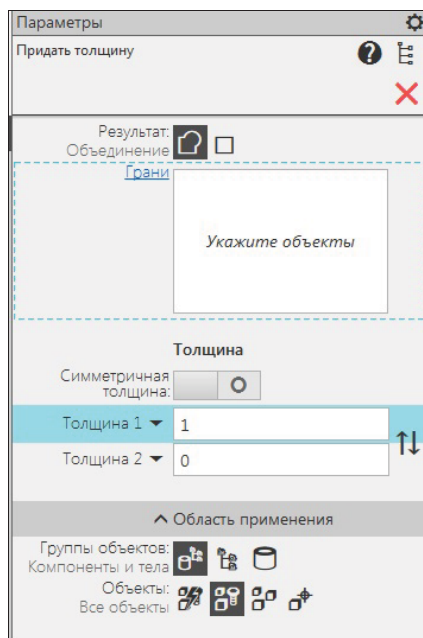 Параметры
Придать толщину
Результат:
Объединение
Грани
Укажите объекты
Толщина
Симметричная
толщина:
Толщина 1
1
Толщина 2
0
Область применения
Группы объектов:
Компоненты и тела
Объекты:
Все объекты